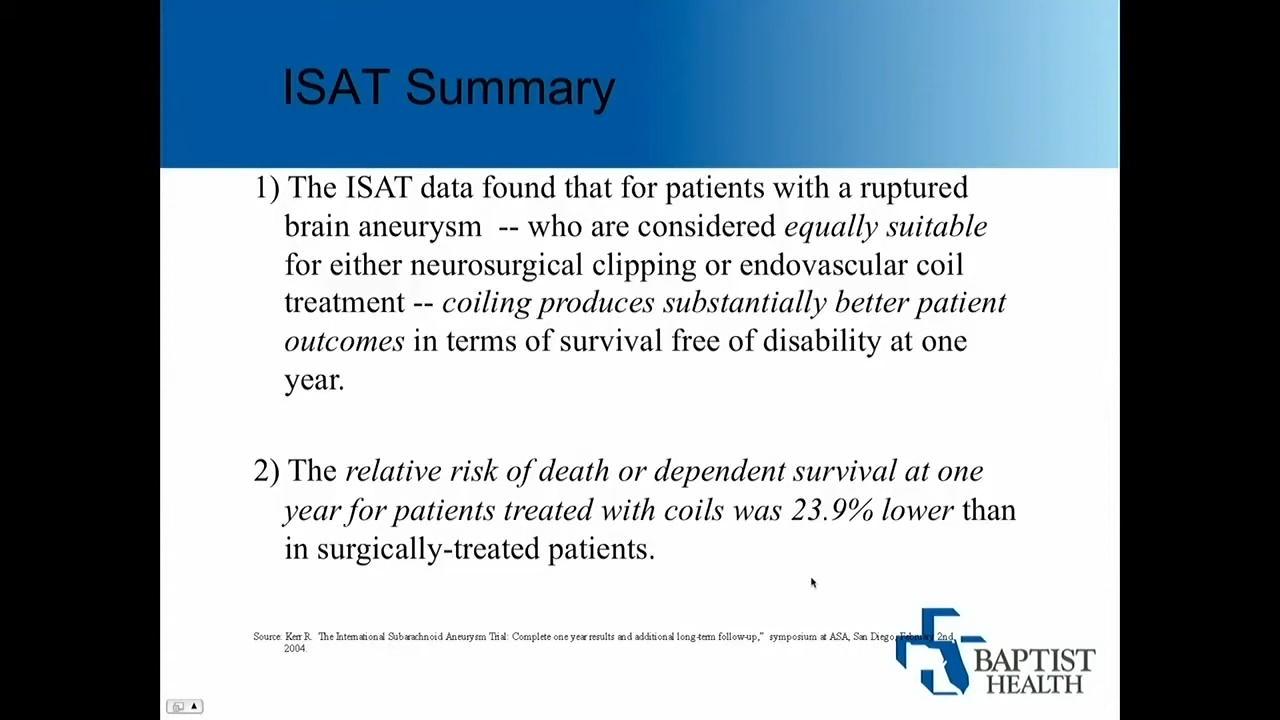 ISAT Summary
1) The ISAT data found that for patients with a ruptured
brain aneurysm -- who are considered equally suitable
for either neurosurgical clipping or endovascular coil
treatment -- coiling produces substantially better patient
outcomes in terms of survival free of disability at one
year.
2) The relative risk of death or dependent survival at one
year for patients treated with coils was 23.9% lower than
in surgically-treated patients.
Source: Kerr R. The International Subarachnoid Aneurysm Trial: Complete one year results and additional long-term follow-up,” symposium at ASA, San Diego, February 2nd,
2004.
BAPTIST
HEALTH